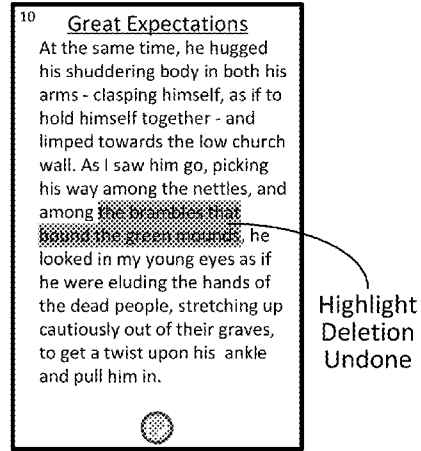 10
Great Expectations
At the same time, he hugged
his shuddering body in both his
arms - clasping himself, as if to
hold himself together - and
limped towards the low church
wall. As I saw him go, picking
his way among the nettles, and
among the brambles that
bound the green mounds, he
looked in my young eyes as if
he were eluding the hands of
the dead people, stretching up
cautiously out of their graves,
to get a twist upon his ankle
and pull him in.
Highlight
Deletion
Undone